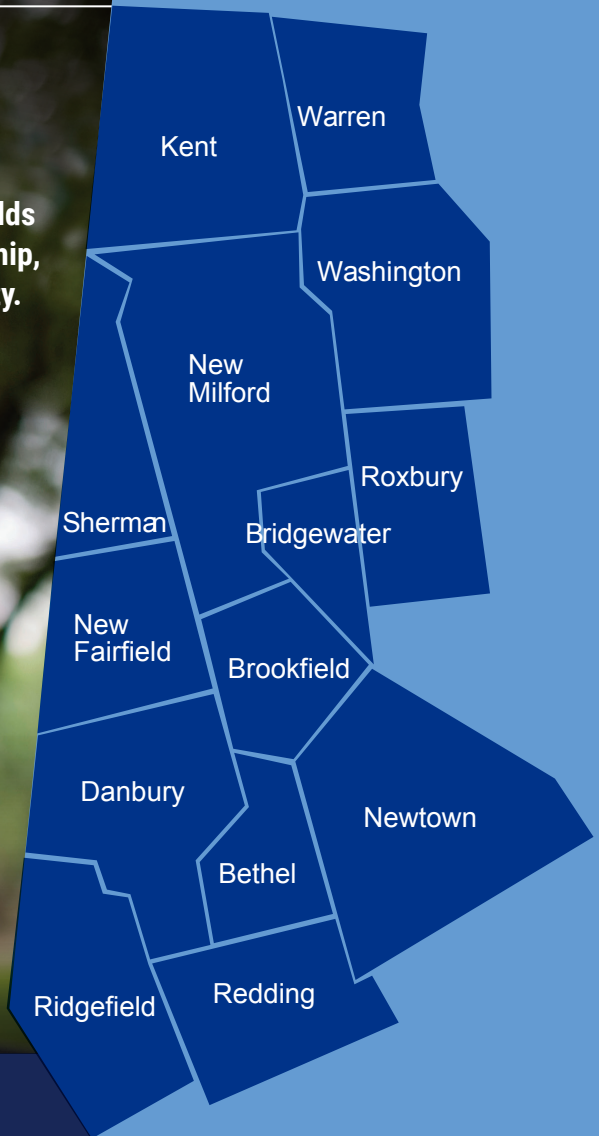 Kent
Warren
Washington
New
Milford
Roxbury
Sherman
Bridgewater
New
Fairfield
Brookfield
Danbury
Newtown
Bethel
Redding
Ridgefield